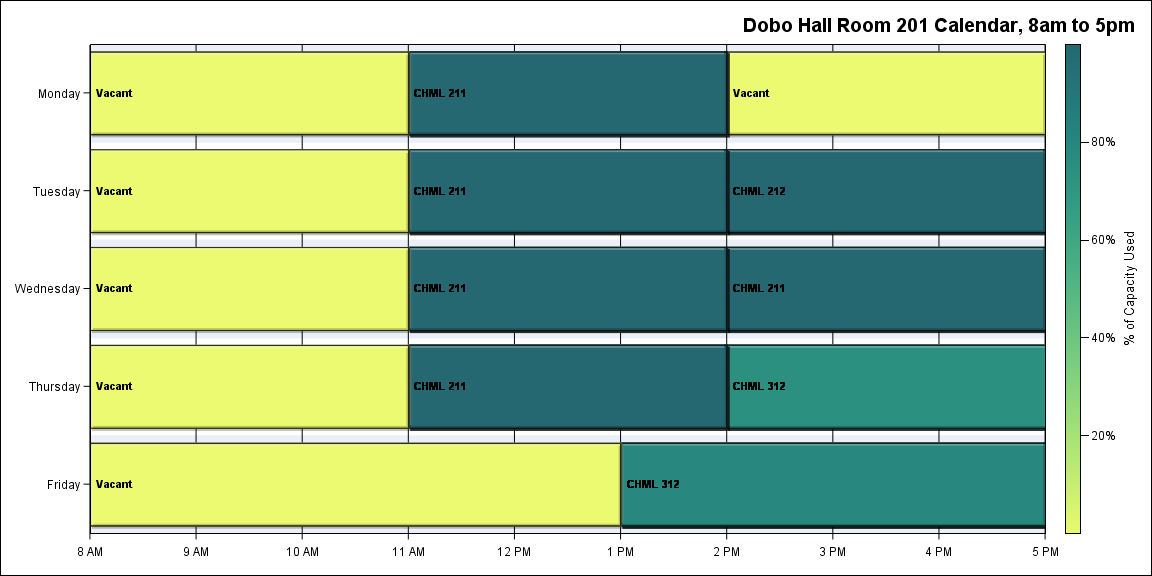 Dobo Hall Room 201 Calendar, 8am to 5pm
Monday Vacant CHML 211 Vacant
80%
Tuesday Vacant CHML 211 CHML 212
60%
% of Capacity Used
Wednesday Vacant CHML 211 CHML 211
40%
Thursday Vacant CHML 211 CHML 312
20%
Friday Vacant CHML 312
8 AM 9 AM 10 AM 11 AM 12 PM 1 PM 2 PM 3 PM 4 PM 5 PM